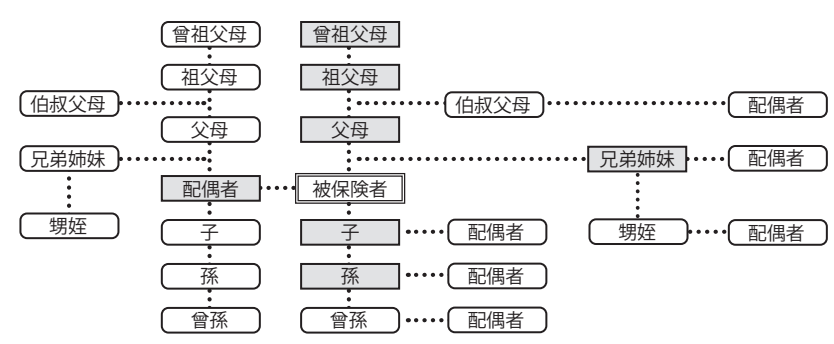 曾祖父母 曾祖父母
祖父母 祖父母
伯叔父母 伯叔父母 配偶者
父母 父母
兄弟姉妹 兄弟姉妹 配偶者
配偶者 被保険者
甥姪 子 子 配偶者 甥姪 配偶者
孫 孫 配偶者
曾孫 曾孫 配偶者